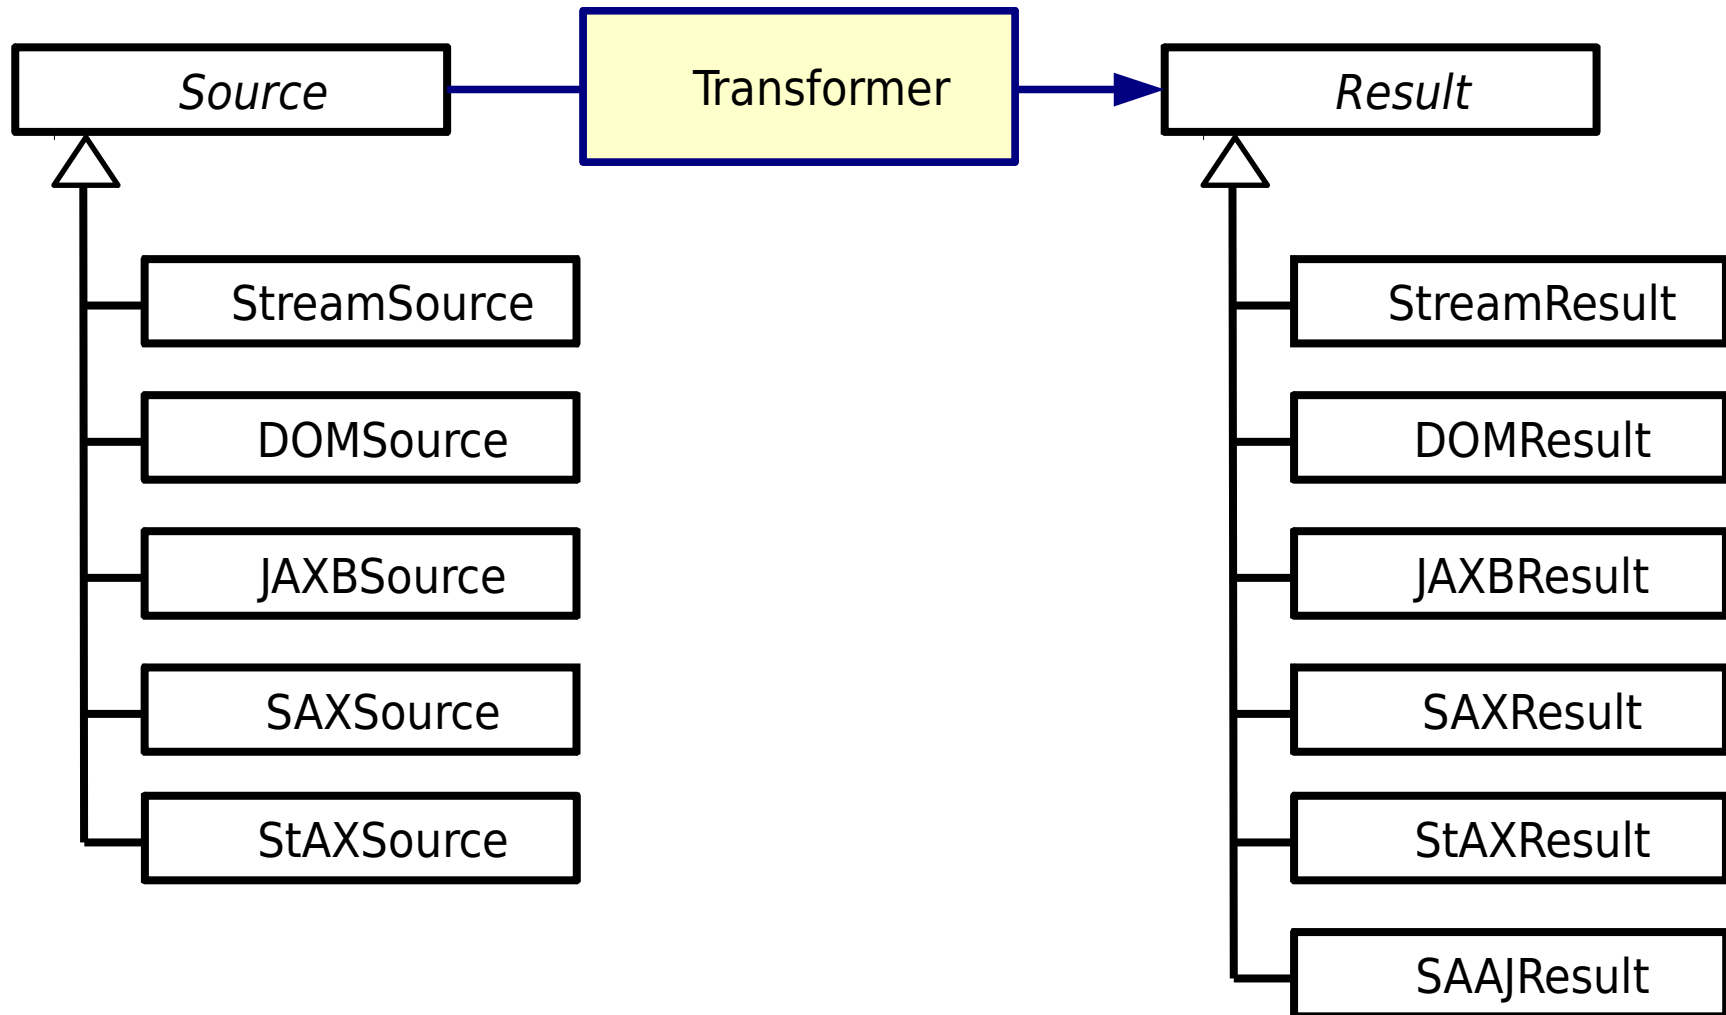 Source
Transformer
Result
StreamSource
DOMSource
JAXBSource
SAXSource
StAXSource
StreamResult
DOMResult
JAXBResult
SAXResult
StAXResult
SAAJResult